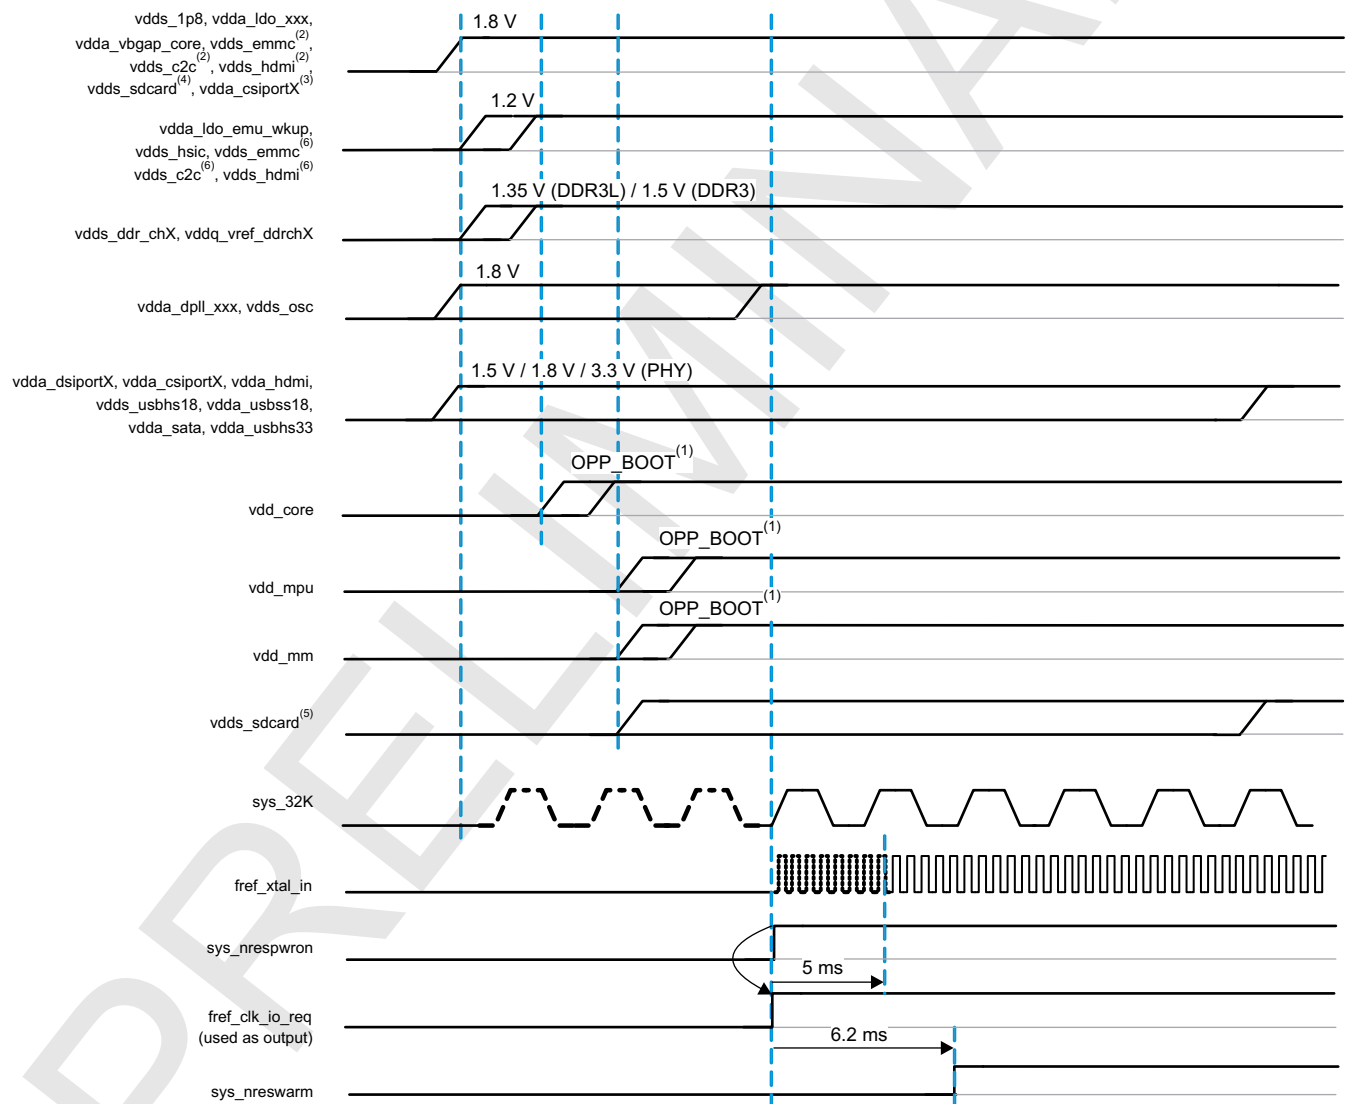 vdds_1p8, vdda_ldo_xxx,
1.8 V
vdda_vbgap_core, vdds_emmc(2),
vdds_c2c(2), vdds_hdmi(2),
vdds_sdcard(4), vdda_csiportX(3)
1.2 V
vdda_ldo_emu_wkup,
vdds_hsic, vdds_emmc(6)
vdds_c2c(6), vdds_hdmi(6)
1.35 V (DDR3L) / 1.5 V (DDR3)
vdds_ddr_chX, vddq_vref_ddrchX
1.8 V
vdda_dpll_xxx, vdds_osc
1.5 V / 1.8 V / 3.3 V (PHY)
vdda_dsiportX, vdda_csiportX, vdda_hdmi,
vdds_usbhs18, vdda_usbss18,
vdda_sata, vdda_usbhs33
OPP_BOOT(1)
vdd_core
OPP_BOOT(1)
vdd_mpu
OPP_BOOT(1)
vdd_mm
vdds_sdcard(5)
sys_32K
fref_xtal_in
sys_nrespwron
5 ms
fref_clk_io_req
(used as output)
6.2 ms
sys_nreswarm
PRELIMINA